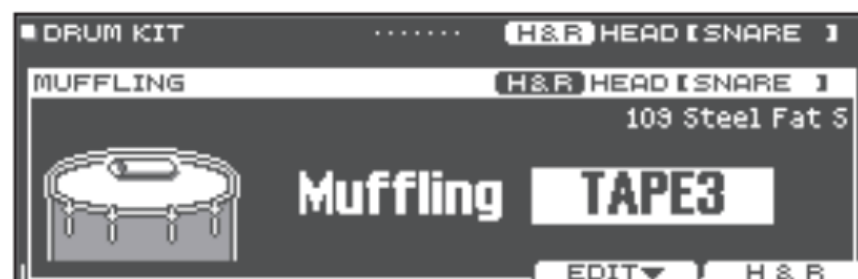 DRUM KIT ······· H&R HEAD [SNARE ]
MUFFLING H&R HEAD [SNARE ]
109 Steel Fat S
Muffling TAPE3
EDIT▼ H & R